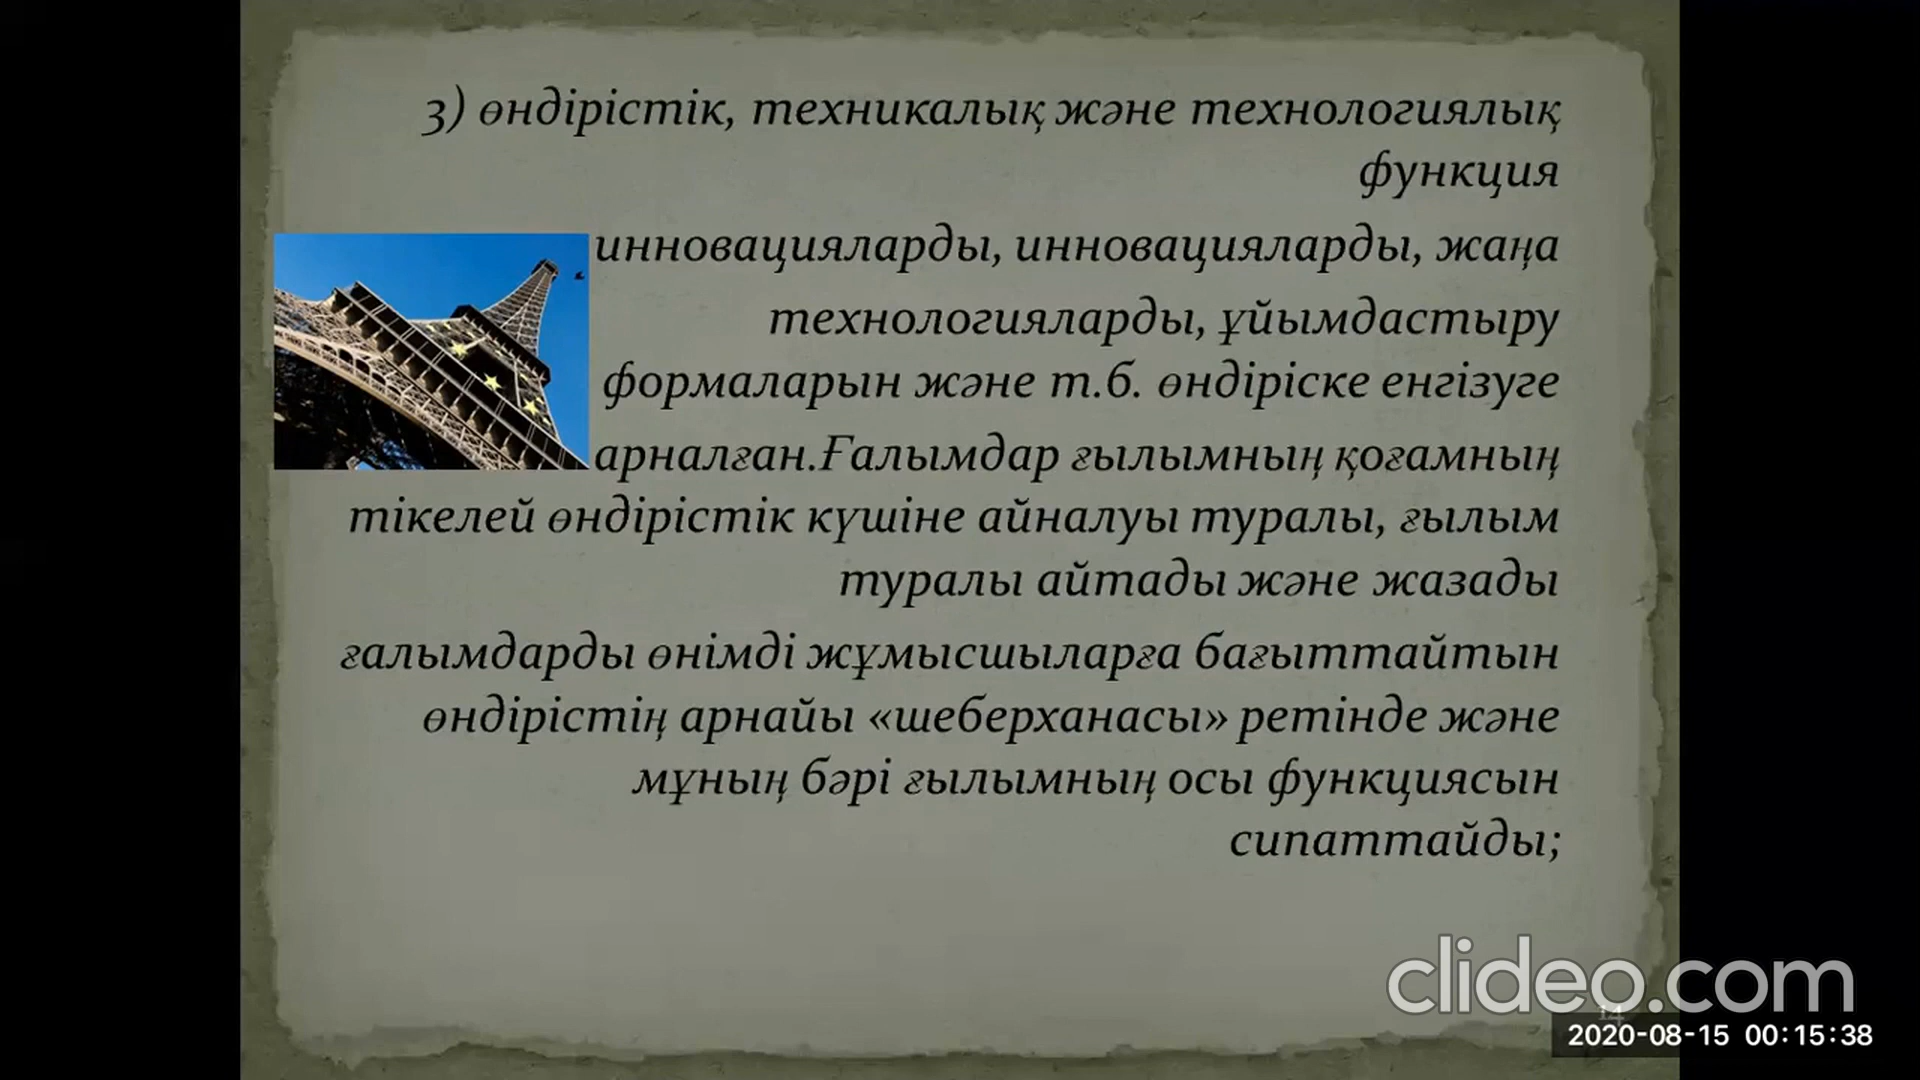 3) өндірістік, техникалық және технологиялық
функция
инновацияларды, инновацияларды, жаңа
технологияларды, ұйымдастыру
формаларын және т.б. өндіріске енгізуге
арналған.Ғалымдар ғылымның қоғамның
тікелей өндірістік күшіне айналуы туралы, ғылым
туралы айтады және жазады
ғалымдарды өнімді жұмысшыларға бағыттайтын
өндірістің арнайы «шеберханасы» ретінде және
мұның бәрі ғылымның осы функциясын
сипаттайды;
clideo.com
14
2020-08-15 00:15:38